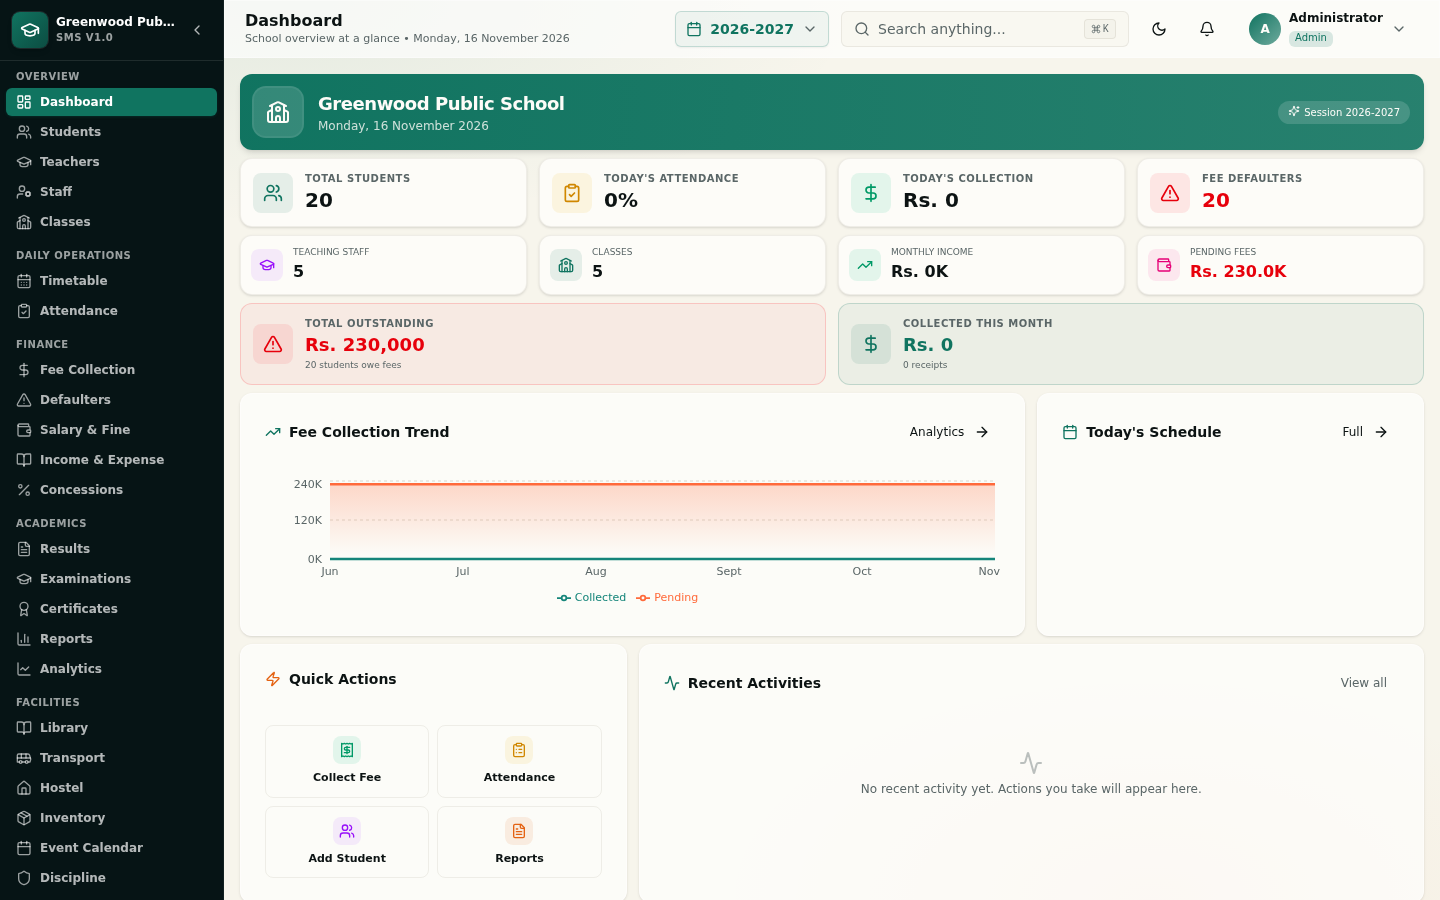 Greenwood Pub...
SMS V1.0
OVERVIEW
Dashboard
Students
Teachers
Staff
Classes
DAILY OPERATIONS
Timetable
Attendance
FINANCE
Fee Collection
Defaulters
Salary & Fine
Income & Expense
Concessions
ACADEMICS
Results
Examinations
Certificates
Reports
Analytics
FACILITIES
Library
Transport
Hostel
Inventory
Event Calendar
Discipline
Dashboard
School overview at a glance • Monday, 16 November 2026
2026-2027
Search anything...
⌘K
A
Administrator
Admin
Greenwood Public School
Monday, 16 November 2026
Session 2026-2027
TOTAL STUDENTS
20
TODAY'S ATTENDANCE
0%
TODAY'S COLLECTION
Rs. 0
FEE DEFAULTERS
20
TEACHING STAFF
5
CLASSES
5
MONTHLY INCOME
Rs. 0K
PENDING FEES
Rs. 230.0K
TOTAL OUTSTANDING
Rs. 230,000
20 students owe fees
COLLECTED THIS MONTH
Rs. 0
0 receipts
Fee Collection Trend
Analytics
240K
120K
0K
Jun Jul Aug Sept Oct Nov
Collected Pending
Today's Schedule
Full
Quick Actions
Collect Fee
Attendance
Add Student
Reports
Recent Activities
View all
No recent activity yet. Actions you take will appear here.